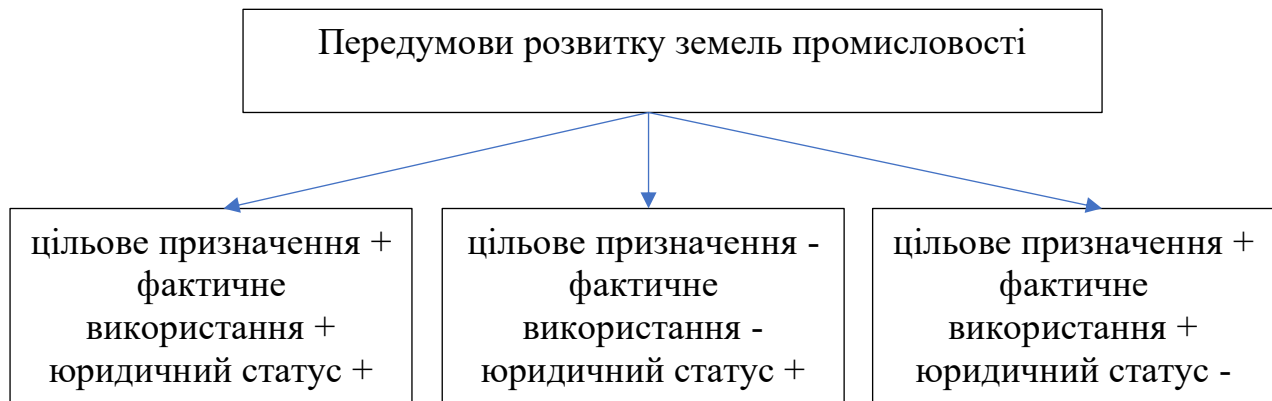 Передумови розвитку земель промисловості
цільове призначення +
фактичне
використання +
юридичний статус +
цільове призначення -
фактичне
використання -
юридичний статус +
цільове призначення +
фактичне
використання +
юридичний статус -